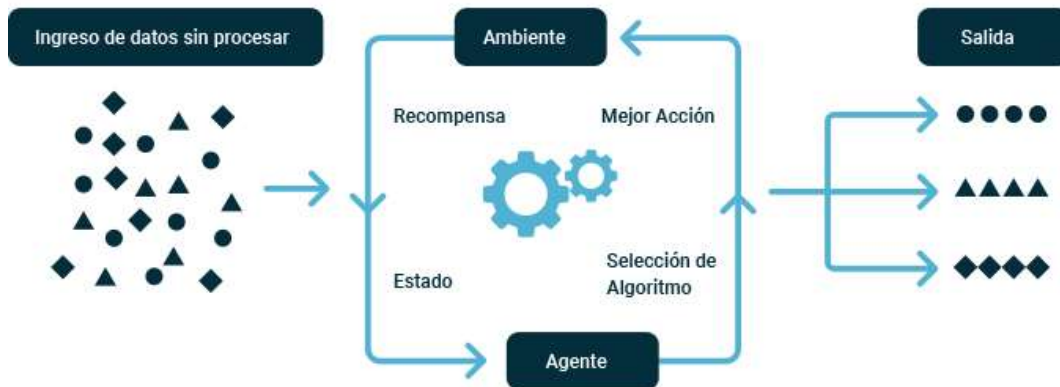 Ingreso de datos sin procesar
Ambiente
Salida
Recompensa
Mejor Acción
Estado
Selección de
Algoritmo
Agente